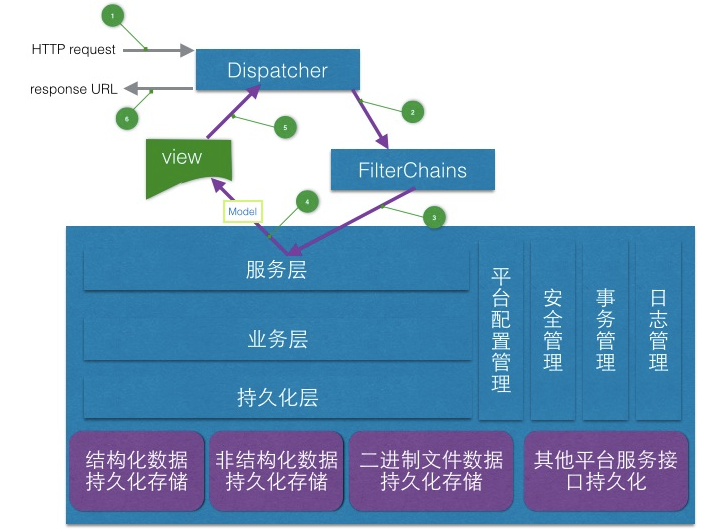 1
HTTP request
Dispatcher
response URL
6
2
5
view
FilterChains
4
Model
3
服务层
业务层
持久化层
平台配置管理
安全管理
事务管理
日志管理
结构化数据
持久化存储
非结构化数据
持久化存储
二进制文件数据
持久化存储
其他平台服务接
口持久化